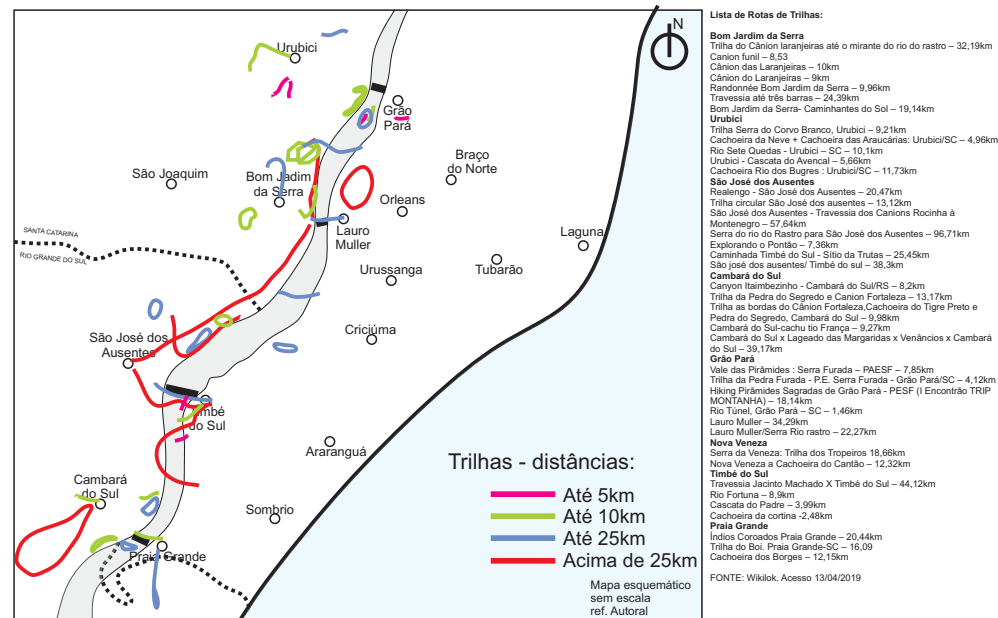 N
Urubici
Grão
Pará
Braço
do Norte
São Joaquim
Bom Jadim
da Serra
Orleans
Lauro
Muller
Laguna
SANTA CATARINA
RIO GRANDE DO SUL
Urussanga
Tubarão
Criciúma
São José dos
Ausentes
Timbé
do Sul
Araranguá
Cambará
do Sul
Sombrio
Praia Grande
Trilhas - distâncias:
Até 5km
Até 10km
Até 25km
Acima de 25km
Mapa esquemático
sem escala
ref. Autoral
Lista de Rotas de Trilhas:
Bom Jardim da Serra
Trilha do Cânion laranjeiras até o mirante do rio do rastro – 32,19km
Canion funil – 8,53
Cânion das Laranjeiras – 10km
Cânion do Laranjeiras – 9km
Randonnée Bom Jardim da Serra – 9,96km
Travessia até três barras – 24,39km
Bom Jardim da Serra- Caminhantes do Sol – 19,14km
Urubici
Trilha Serra do Corvo Branco, Urubici – 9,21km
Cachoeira da Neve + Cachoeira das Araucárias: Urubici/SC – 4,96km
Rio Sete Quedas - Urubici – SC – 10,1km
Urubici - Cascata do Avencal – 5,66km
Cachoeira Rio dos Bugres : Urubici/SC – 11,73km
São José dos Ausentes
Realengo - São José dos Ausentes – 20,47km
Trilha circular São José dos ausentes – 13,12km
São José dos Ausentes - Travessia dos Canions Rocinha à
Montenegro – 57,64km
Serra do rio do Rastro para São José dos Ausentes – 96,71km
Explorando o Pontão – 7,36km
Caminhada Timbé do Sul - Sítio da Trutas – 25,45km
São josé dos ausentes/ Timbé do sul – 38,3km
Cambará do Sul
Canyon Itaimbezinho - Cambará do Sul/RS – 8,2km
Trilha da Pedra do Segredo e Canion Fortaleza – 13,17km
Trilha as bordas do Cânion Fortaleza,Cachoeira do Tigre Preto e
Pedra do Segredo, Cambará do Sul – 9,98km
Cambará do Sul-cachu tio França – 9,27km
Cambará do Sul x Lageado das Margaridas x Venâncios x Cambará
do Sul – 39,17km
Grão Pará
Vale das Pirâmides : Serra Furada – PAESF – 7,85km
Trilha da Pedra Furada - P.E. Serra Furada - Grão Pará/SC – 4,12km
Hiking Pirâmides Sagradas de Grão Pará - PESF (I Encontrão TRIP
MONTANHA) – 18,14km
Rio Túnel, Grão Pará – SC – 1,46km
Lauro Muller – 34,29km
Lauro Muller/Serra Rio rastro – 22,27km
Nova Veneza
Serra da Veneza: Trilha dos Tropeiros 18,66km
Nova Veneza a Cachoeira do Cantão – 12,32km
Timbé do Sul
Travessia Jacinto Machado X Timbé do Sul – 44,12km
Rio Fortuna – 8,9km
Cascata do Padre – 3,99km
Cachoeira da cortina -2,48km
Praia Grande
Índios Coroados Praia Grande – 20,44km
Trilha do Boi. Praia Grande-SC – 16,09
Cachoeira dos Borges – 12,15km
FONTE: Wikilok. Acesso 13/04/2019